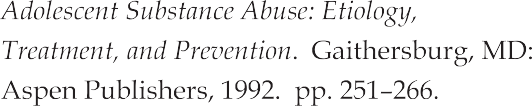 Adolescent Substance Abuse: Etiology,
Treatment, and Prevention. Gaithersburg, MD:
Aspen Publishers, 1992. pp. 251–266.